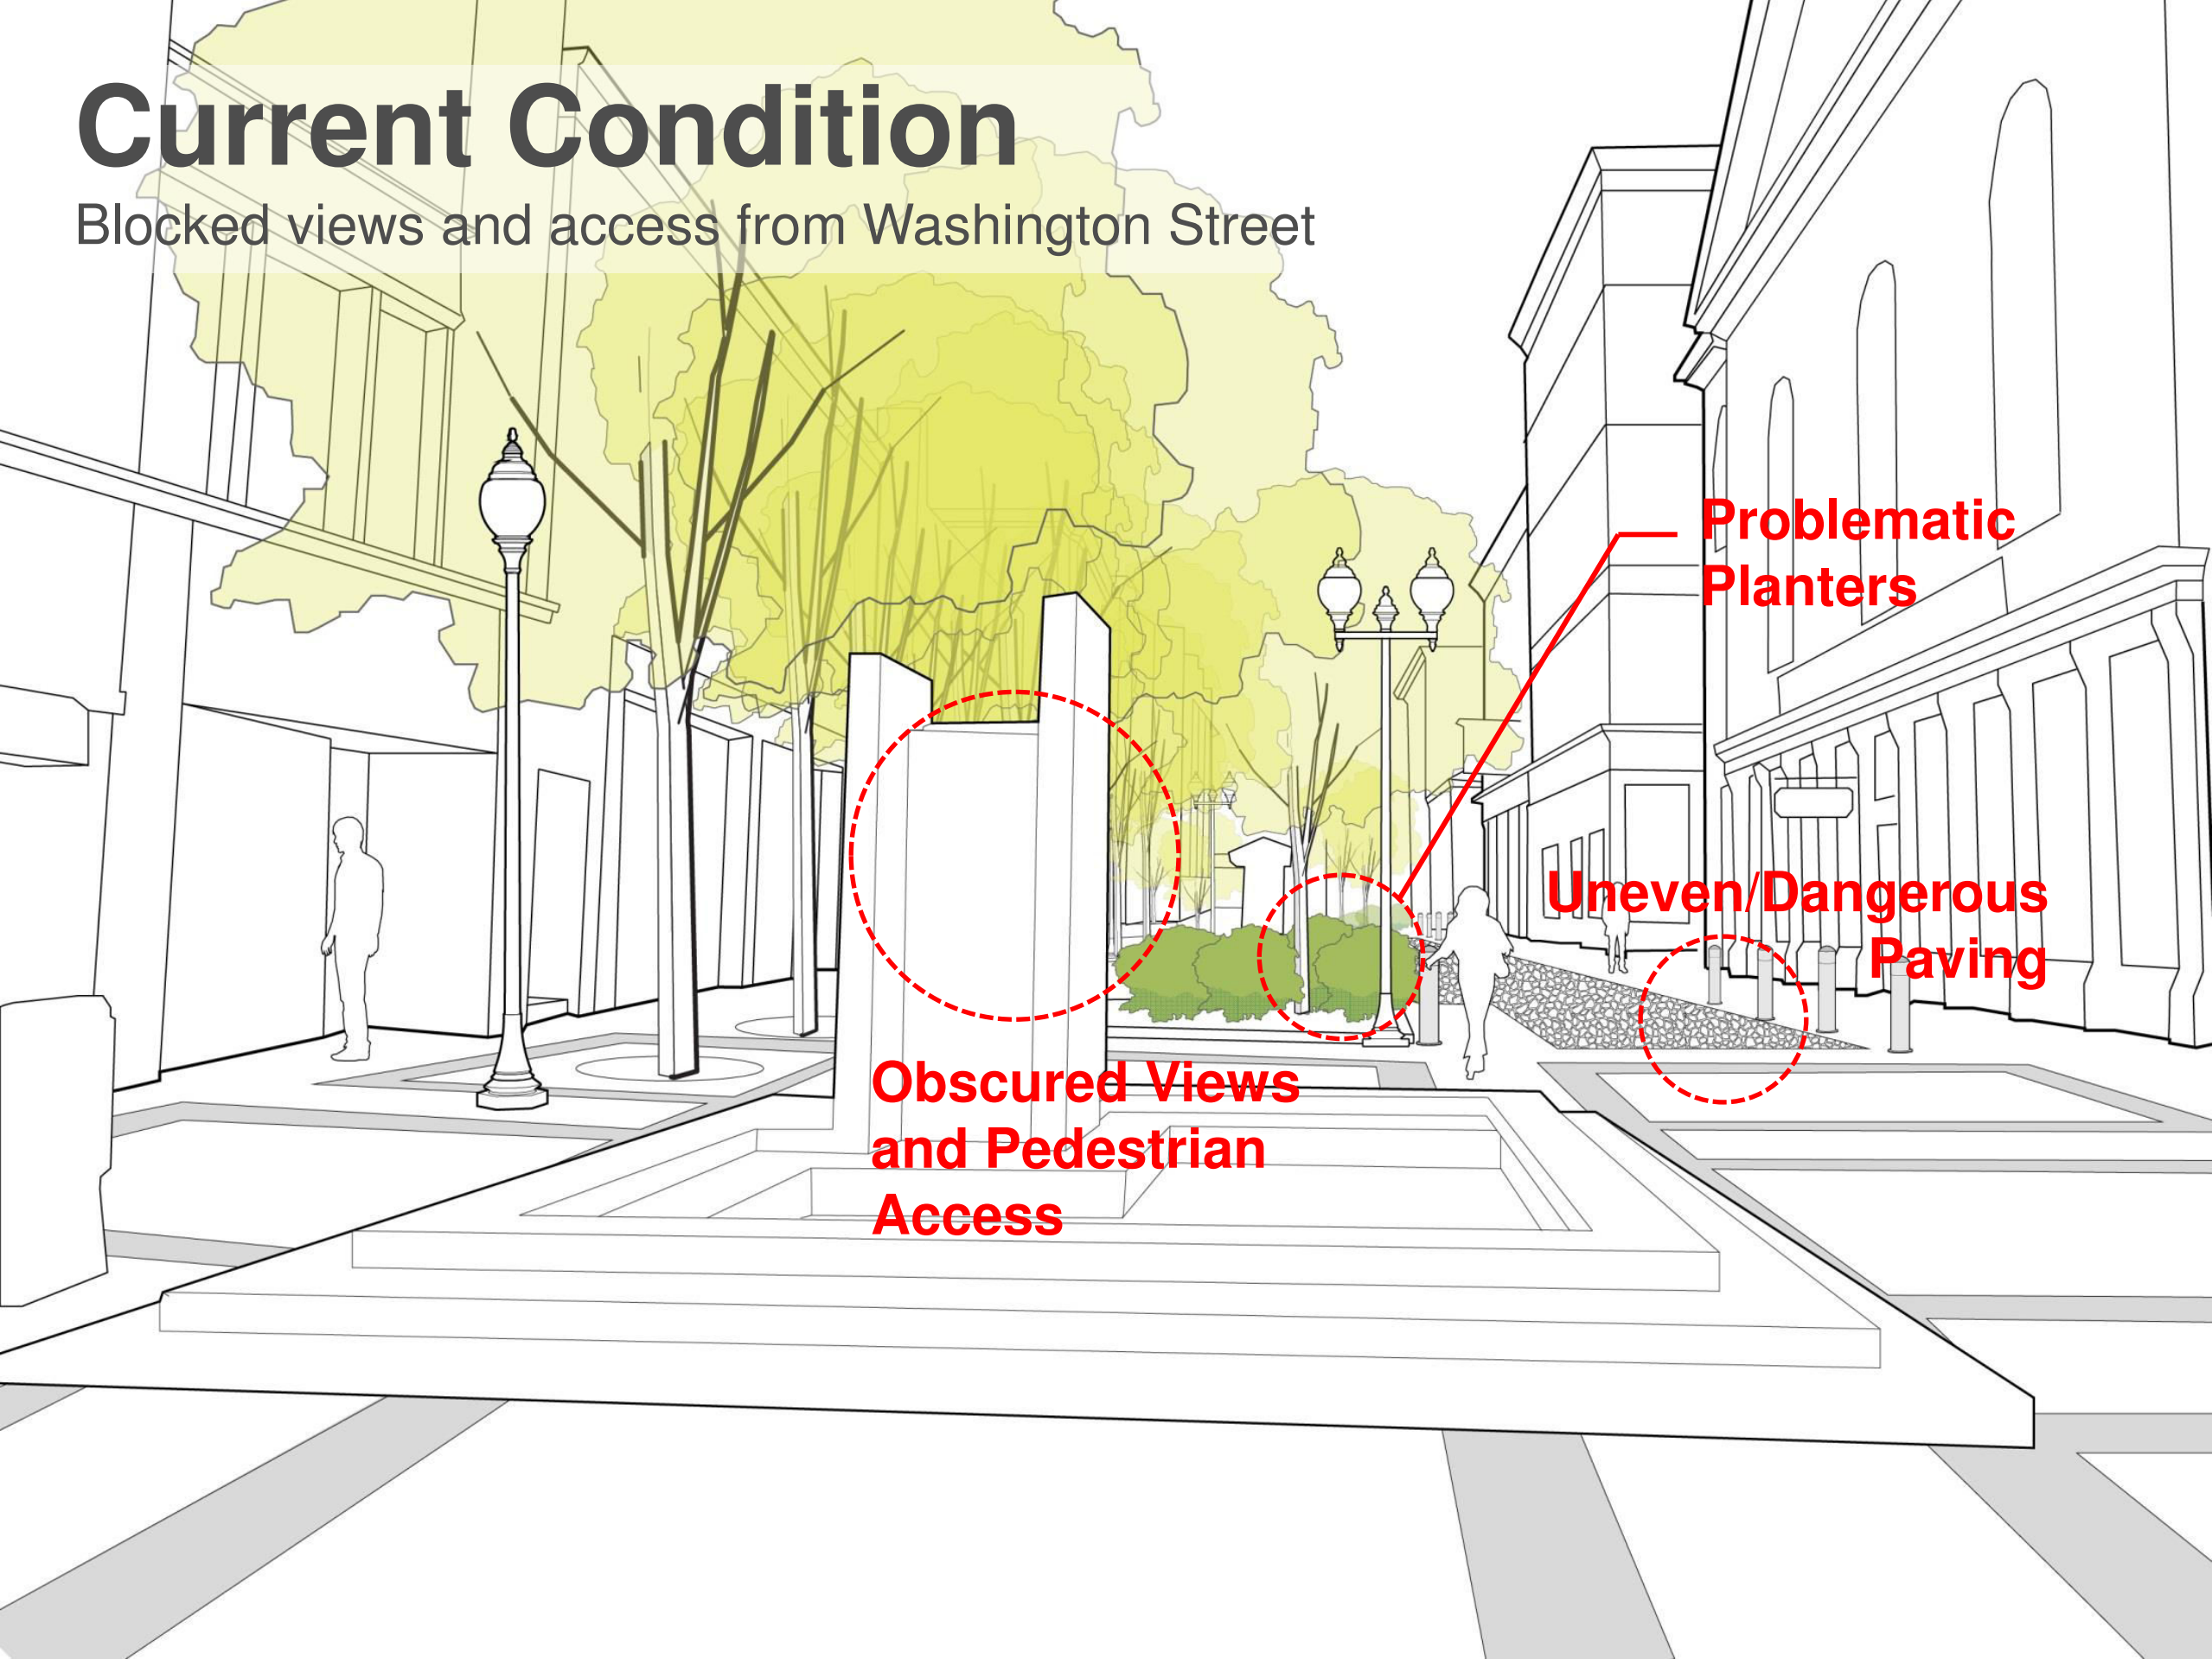 Current Condition
Blocked views and access from Washington Street
Problematic
Planters
Uneven/Dangerous
Paving
Obscured Views
and Pedestrian
Access